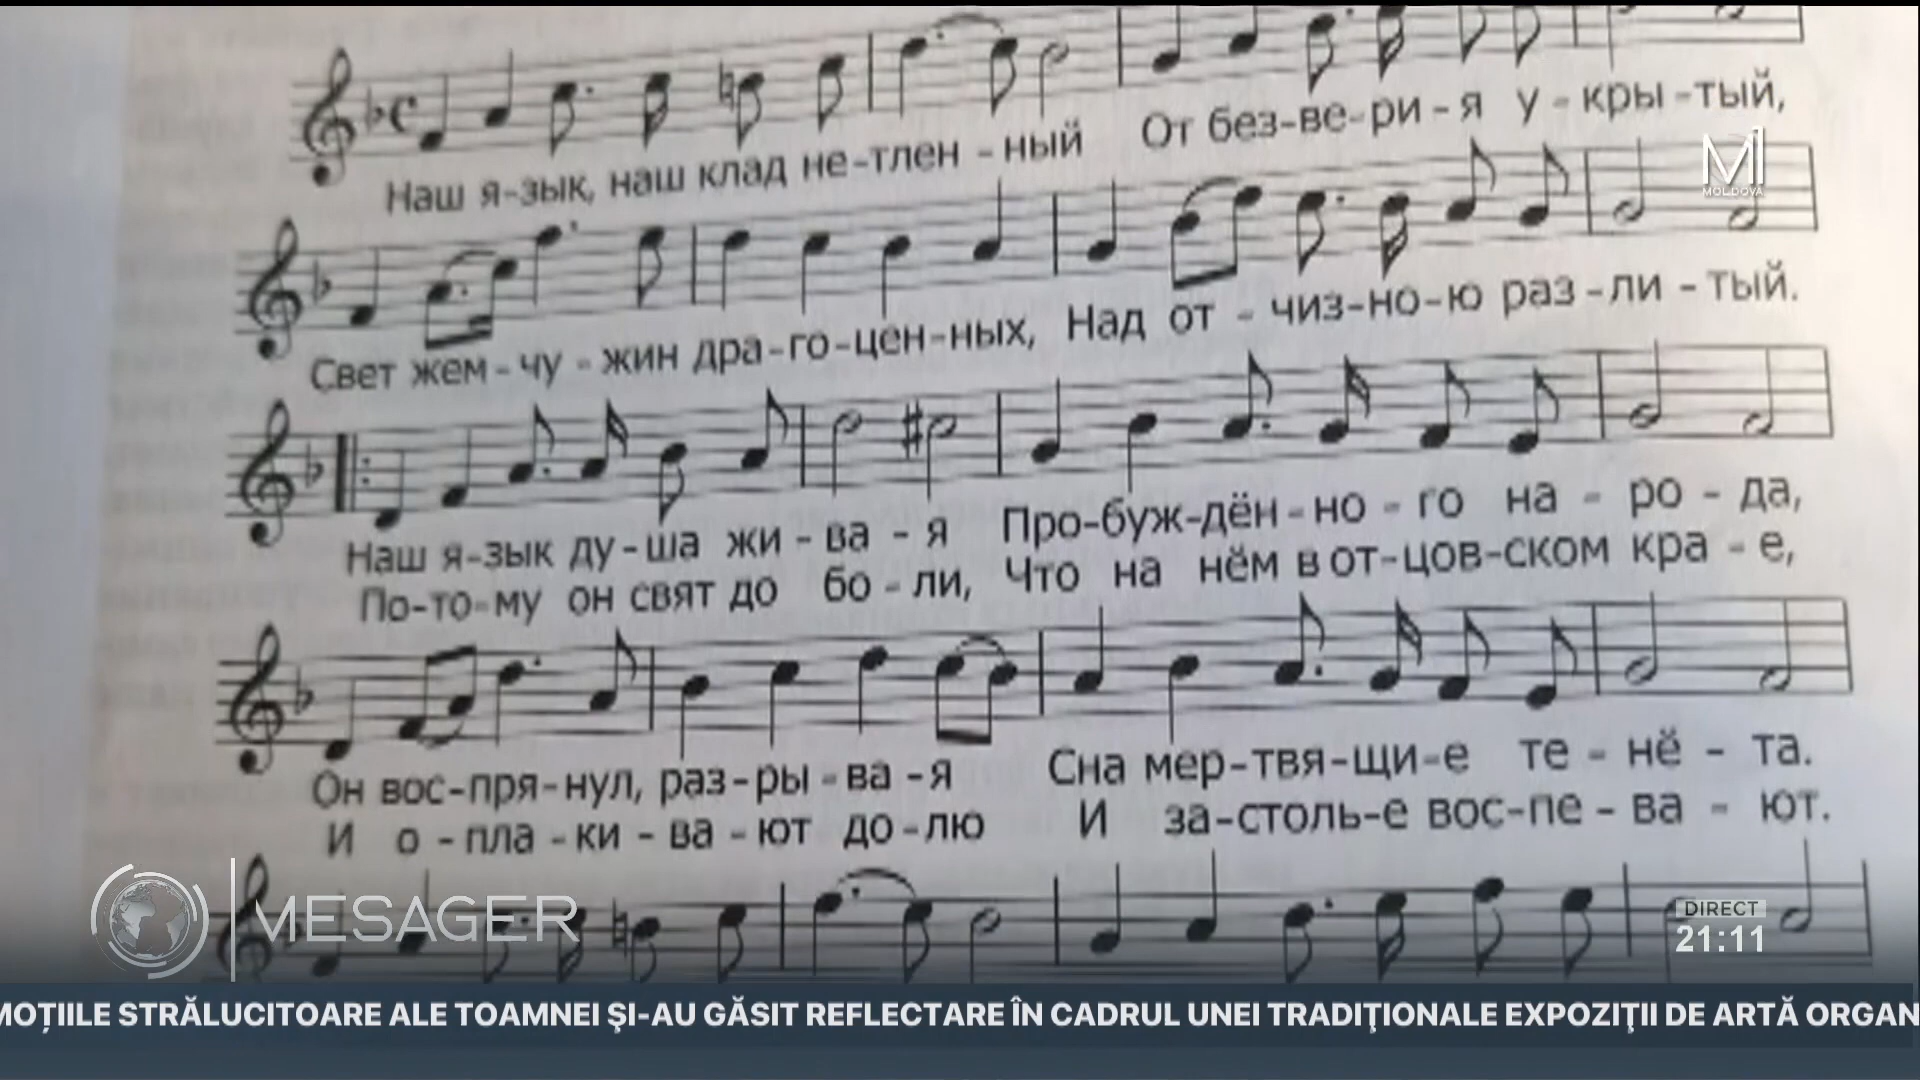 Наш я-зык, наш клад не-тлен-ный От без-ве-ри-я у-кры-тый,
Свет жем-чу-жин дра-го-цен-ных, Над от-чиз-но-ю раз-ли-тый.
Наш я-зык ду-ша жи-ва-я Про-буж-дён-но-го на-ро-да,
По-то-му он свят до бо-ли, Что на нём в от-цов-ском кра-е,
Он вос-пря-нул, раз-ры-ва-я Сна мер-твя-щи-е те-нё-та.
И о-пла-ки-ва-ют до-лю И за-столь-е вос-пе-ва-ют.
M1
MOLDOVA
MESAGER
DIRECT
21:11
MOȚIILE STRĂLUCITOARE ALE TOAMNEI ŞI-AU GĂSIT REFLECTARE ÎN CADRUL UNEI TRADIŢIONALE EXPOZIŢII DE ARTĂ ORGAN